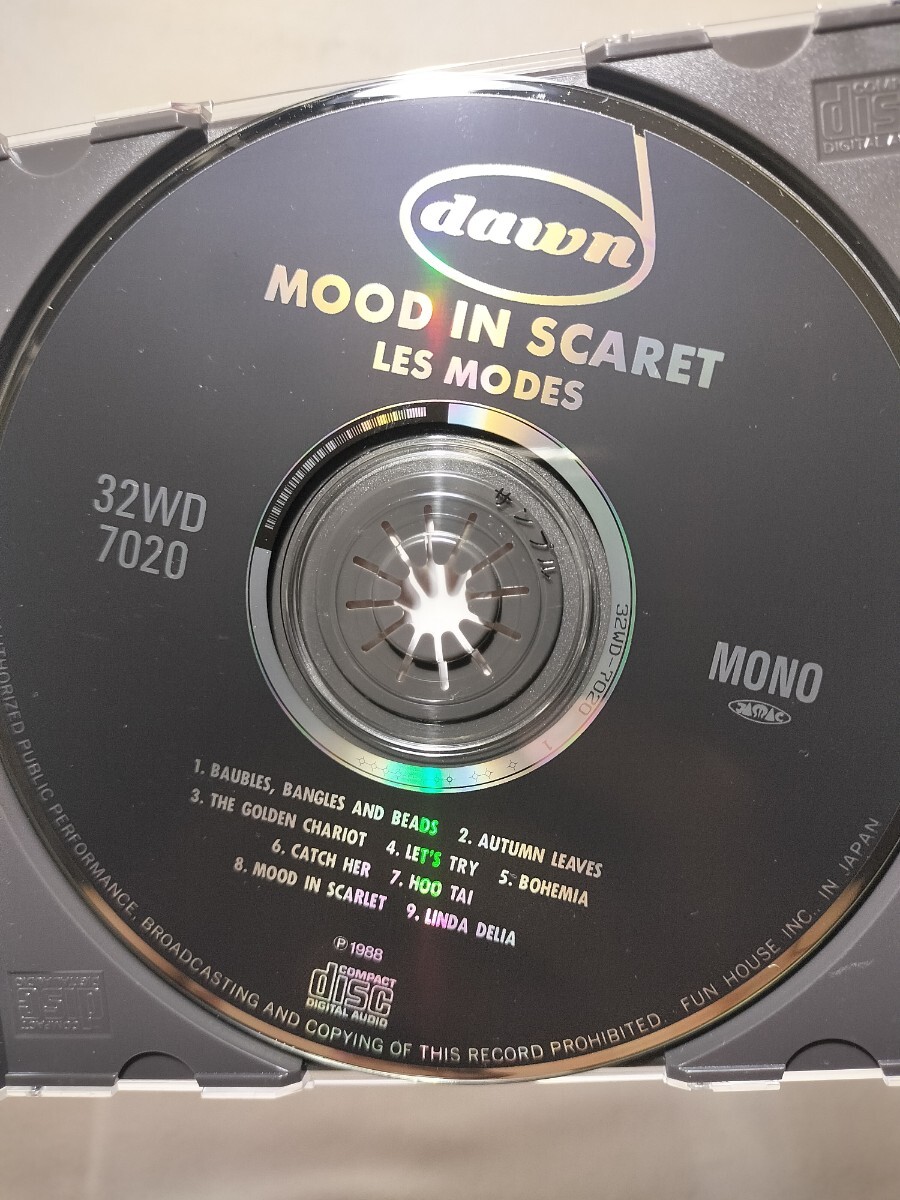 dawn
MOOD IN SCARET
LES MODES
32WD
7020
サンプル
32WD-7020 1
MONO
JASRAC
1. BAUBLES, BANGLES AND BEADS 2. AUTUMN LEAVES
3. THE GOLDEN CHARIOT 4. LET'S TRY 5. BOHEMIA
6. CATCH HER 7. HOO TAI
8. MOOD IN SCARLET 9. LINDA DELIA
℗1988
COMPACT
disc
DIGITAL AUDIO
PUBLIC PERFORMANCE, BROADCASTING AND COPYING OF THIS RECORD PROHIBITED. FUN HOUSE INC., IN JAPAN
disc